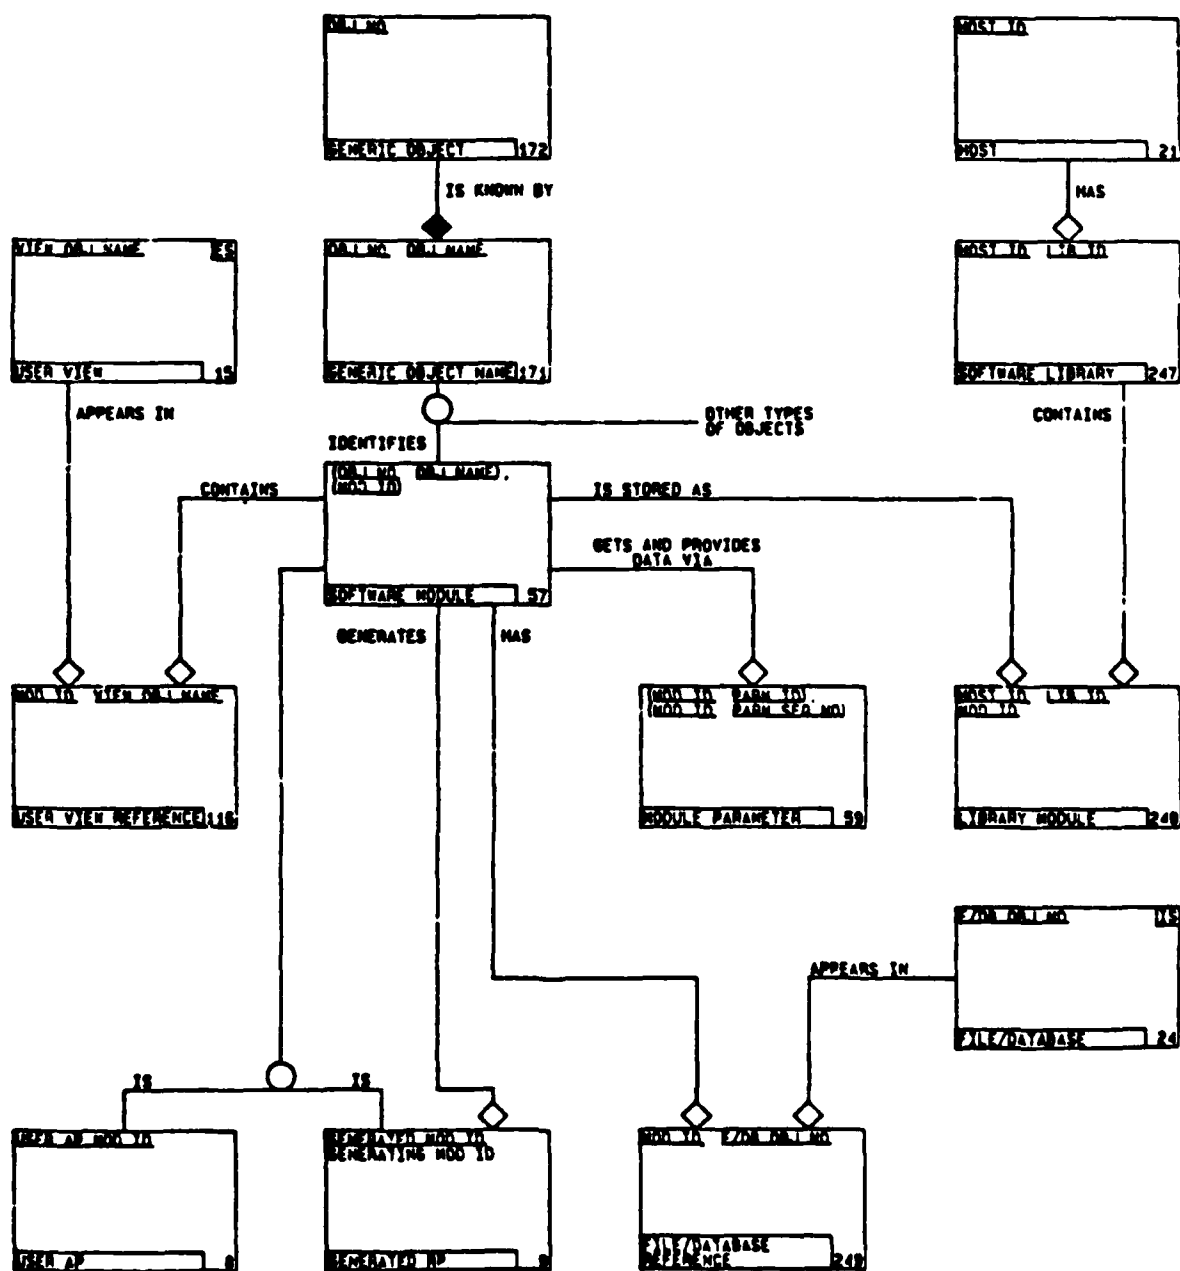 OBJ NO
HOST ID
GENERIC OBJECT 172
HOST 21
IS KNOWN BY
HAS
VIEW OBJ NAME ES
OBJ NO OBJ NAME
HOST ID LIB ID
USER VIEW 15
GENERIC OBJECT NAME 171
SOFTWARE LIBRARY 247
APPEARS IN
OTHER TYPES
OF OBJECTS
CONTAINS
IDENTIFIES
(OBJ NO OBJ NAME),
(MOD ID)
CONTAINS
IS STORED AS
GETS AND PROVIDES
DATA VIA
SOFTWARE MODULE 57
GENERATES
HAS
MOD ID VIEW OBJ NAME
(MOD ID PARM ID),
(MOD ID PARM SER NO)
HOST ID LIB ID
MOD ID
USER VIEW REFERENCE 116
MODULE PARAMETER 59
LIBRARY MODULE
F/DB OBJ NO IS
APPEARS IN
FILE/DATABASE 24
IS
IS
USER AP MOD ID
GENERATED MOD ID
GENERATING MOD ID
MOD ID F/DB OBJ NO
USER AP
GENERATED
FILE/DATABASE
REFERENCE 249